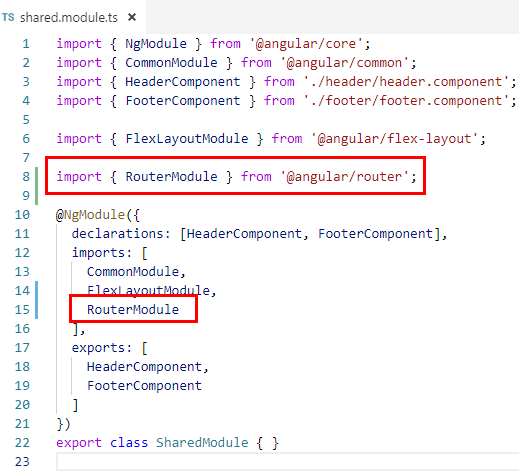 TS shared.module.ts ×
1 import { NgModule } from '@angular/core';
2 import { CommonModule } from '@angular/common';
3 import { HeaderComponent } from './header/header.component';
4 import { FooterComponent } from './footer/footer.component';
5
6 import { FlexLayoutModule } from '@angular/flex-layout';
7
8 import { RouterModule } from '@angular/router';
9
10 @NgModule({
11 declarations: [HeaderComponent, FooterComponent],
12 imports: [
13 CommonModule,
14 FlexLayoutModule,
15 RouterModule
16 ],
17 exports: [
18 HeaderComponent,
19 FooterComponent
20 ]
21 })
22 export class SharedModule { }
23